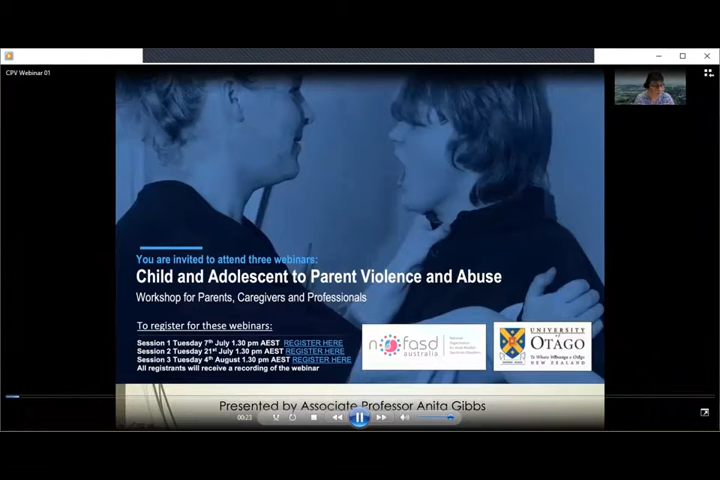 CPV Webinar 01
You are invited to attend three webinars:
Child and Adolescent to Parent Violence and Abuse
Workshop for Parents, Caregivers and Professionals
To register for these webinars:
Session 1 Tuesday 7th July 1.30 pm AEST REGISTER HERE
Session 2 Tuesday 21st July 1.30 pm AEST REGISTER HERE
Session 3 Tuesday 4th August 1.30 pm AEST REGISTER HERE
All registrants will receive a recording of the webinar
nofasd
australia
UNIVERSITY
of
OTAGO
NEW ZEALAND
Presented by Associate Professor Anita Gibbs
00:23